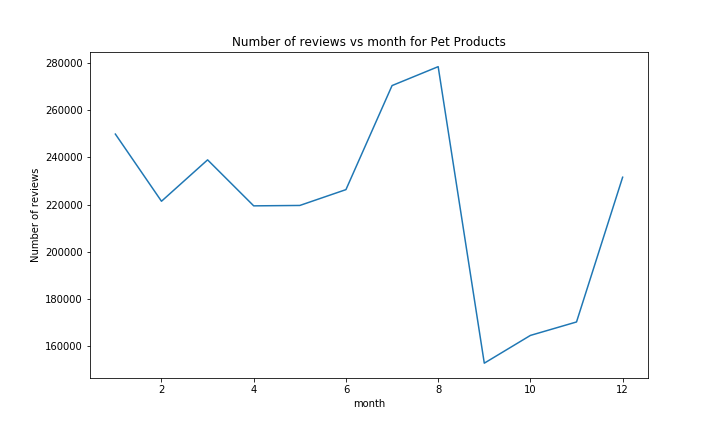 Number of reviews vs month for Pet Products
280000
260000
240000
220000
200000
180000
160000
Number of reviews
2 4 6 8 10 12
month